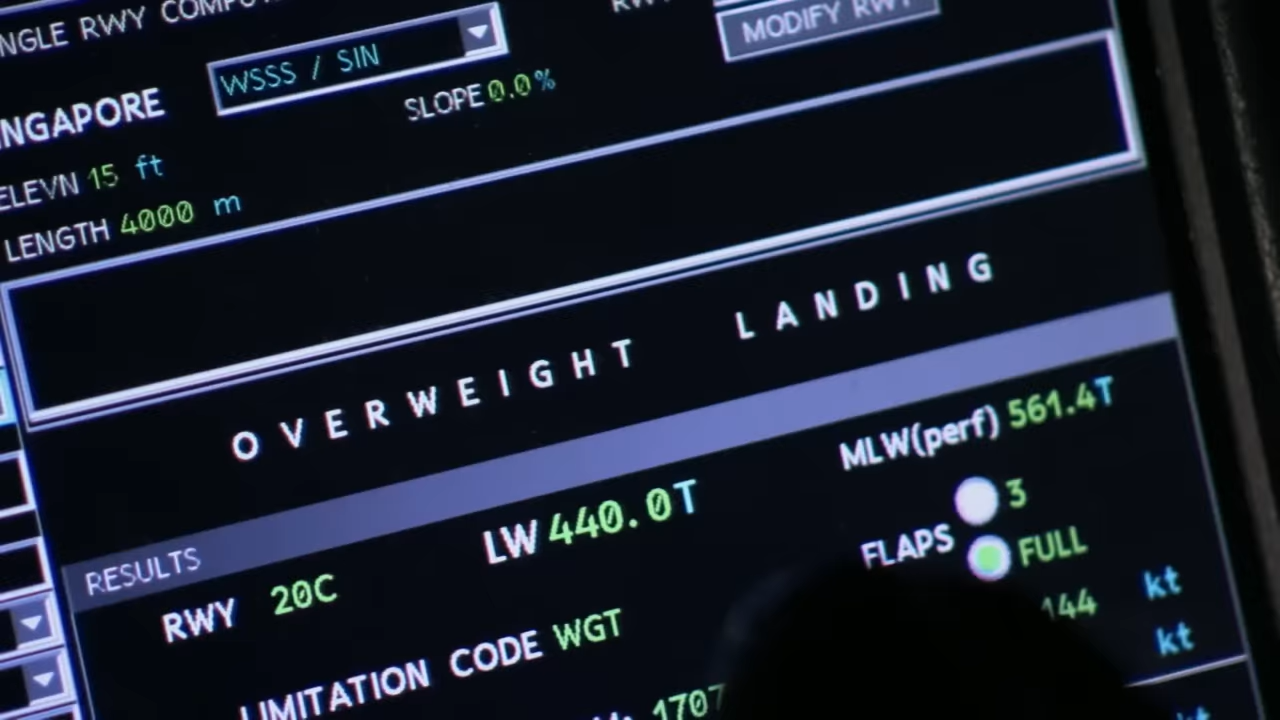 NGLE RWY COMPU
MODIFY RWY
WSSS / SIN
NGAPORE
SLOPE 0.0%
ELEVN 15 ft
LENGTH 4000 m
OVERWEIGHT LANDING
RESULTS
LW 440.0T
MLW(perf) 561.4T
RWY 20C
FLAPS 3
FULL
LIMITATION CODE WGT
144 kt
kt
1707
kt